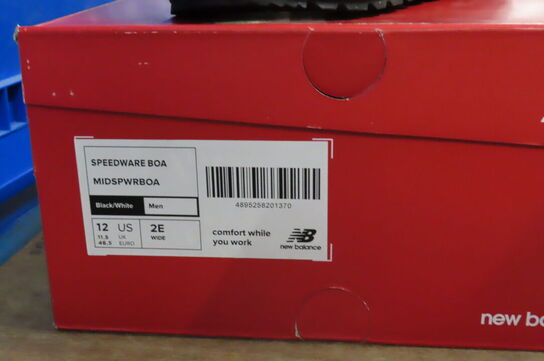 SPEEDWARE BOA
MIDSPWRBOA
Black/White Men
12 US 2E
11.5 UK WIDE
46.5 EURO
4895258201370
comfort while
you work
NB
new balance
new ba